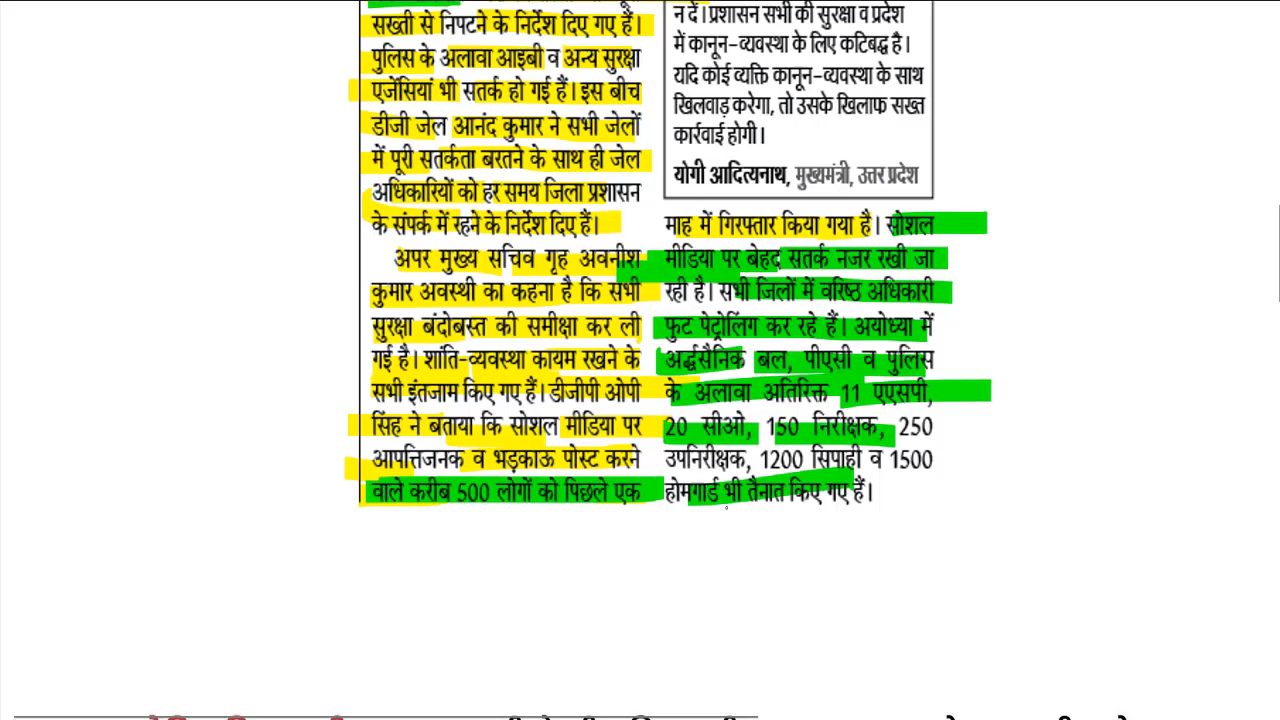 सख्ती से निपटने के निर्देश दिए गए हैं।
पुलिस के अलावा आइबी व अन्य सुरक्षा
एजेंसियां भी सतर्क हो गई हैं। इस बीच
डीजी जेल आनंद कुमार ने सभी जेलों
में पूरी सतर्कता बरतने के साथ ही जेल
अधिकारियों को हर समय जिला प्रशासन
के संपर्क में रहने के निर्देश दिए हैं।
अपर मुख्य सचिव गृह अवनीश
कुमार अवस्थी का कहना है कि सभी
सुरक्षा बंदोबस्त की समीक्षा कर ली
गई है। शांति-व्यवस्था कायम रखने के
सभी इंतजाम किए गए हैं। डीजीपी ओपी
सिंह ने बताया कि सोशल मीडिया पर
आपत्तिजनक व भड़काऊ पोस्ट करने
वाले करीब 500 लोगों को पिछले एक
न दें। प्रशासन सभी की सुरक्षा व प्रदेश
में कानून-व्यवस्था के लिए कटिबद्ध है।
यदि कोई व्यक्ति कानून-व्यवस्था के साथ
खिलवाड़ करेगा, तो उसके खिलाफ सख्त
कार्रवाई होगी।
योगी आदित्यनाथ, मुख्यमंत्री, उत्तर प्रदेश
माह में गिरफ्तार किया गया है। सोशल
मीडिया पर बेहद सतर्क नजर रखी जा
रही है। सभी जिलों में वरिष्ठ अधिकारी
फुट पेट्रोलिंग कर रहे हैं। अयोध्या में
अर्द्धसैनिक बल, पीएसी व पुलिस
के अलावा अतिरिक्त 11 एएसपी,
20 सीओ, 150 निरीक्षक, 250
उपनिरीक्षक, 1200 सिपाही व 1500
होमगार्ड भी तैनात किए गए हैं।